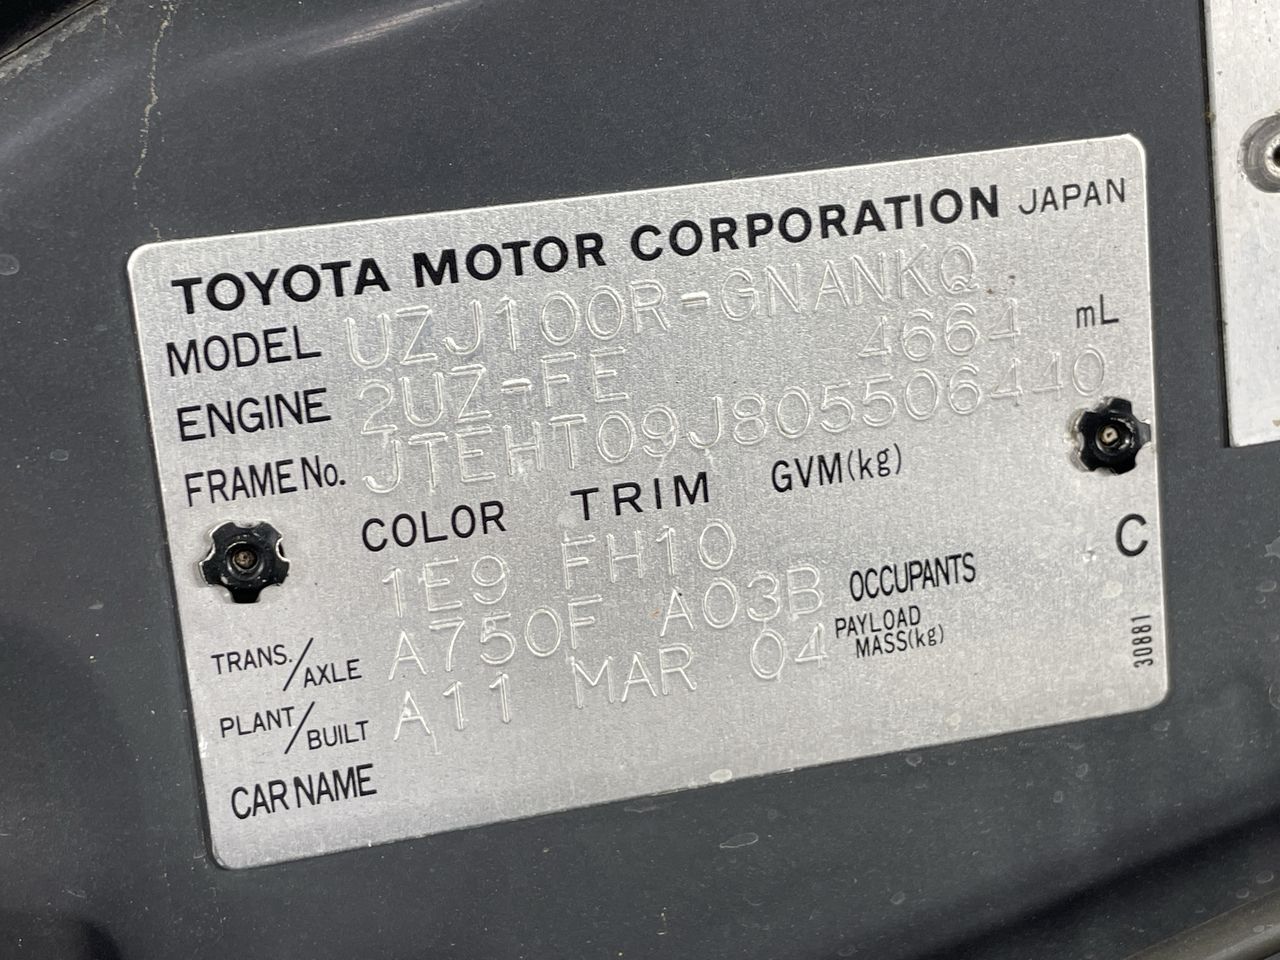 TOYOTA MOTOR CORPORATION JAPAN
MODEL UZJ100R-GNANKQ
ENGINE 2UZ-FE 4664 mL
FRAME No. JTEHT09J805506440
COLOR TRIM GVM(kg)
1E9 FH10 C
TRANS./AXLE A750F A03B OCCUPANTS
PLANT/BUILT A11 MAR 04 PAYLOAD MASS(kg)
CAR NAME
30881